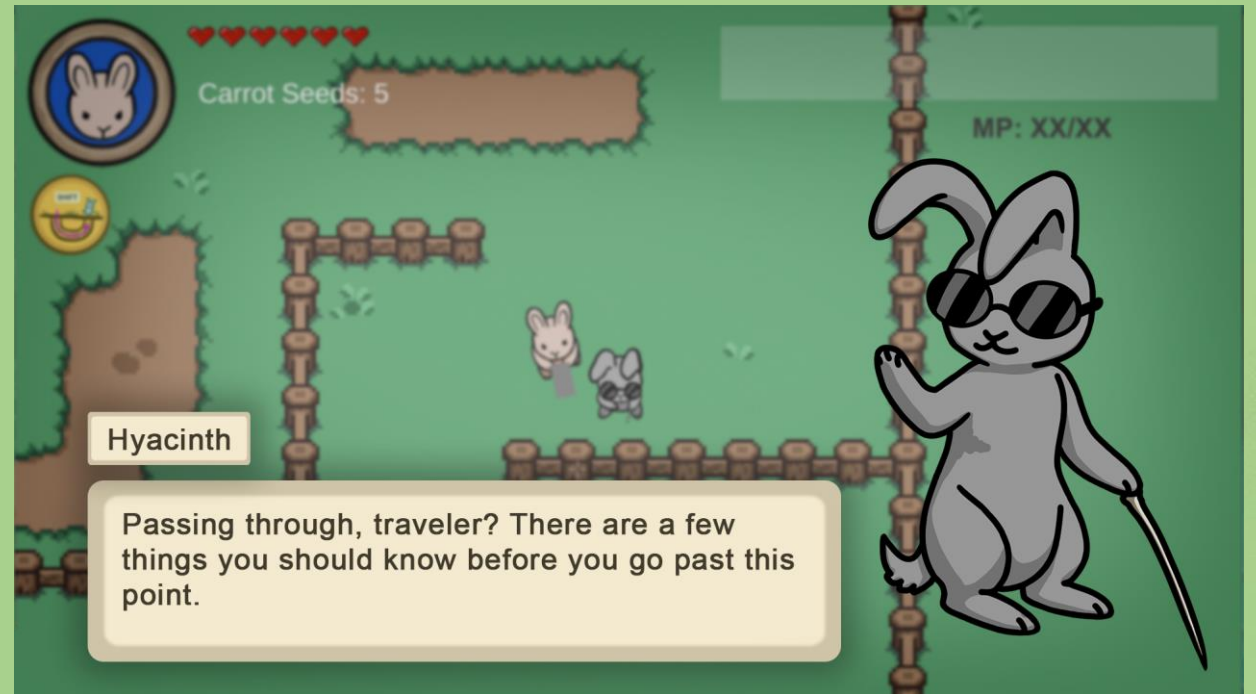 Carrot Seeds: 5
MP: XX/XX
Hyacinth
Passing through, traveler? There are a few
things you should know before you go past this
point.